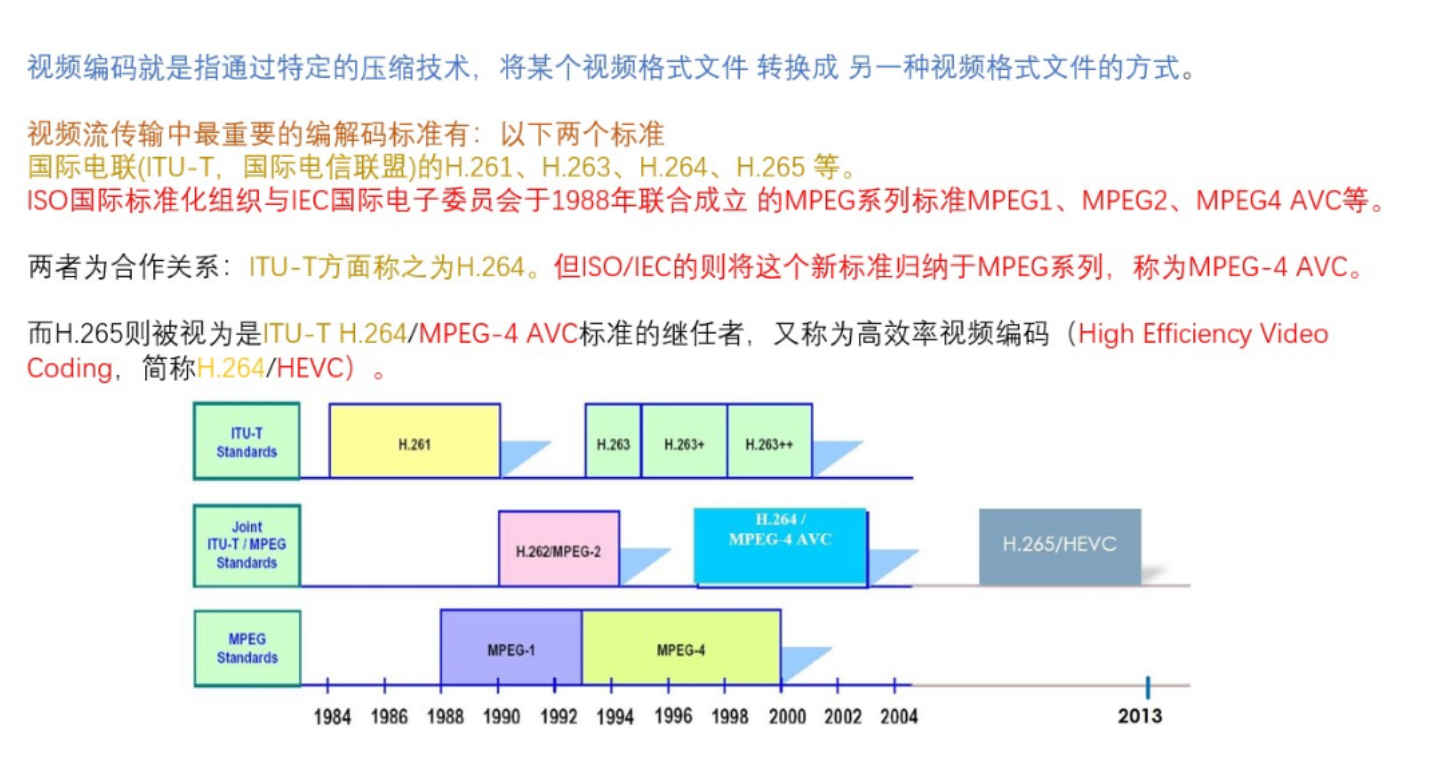 视频编码就是指通过特定的压缩技术，将某个视频格式文件 转换成 另一种视频格式文件的方式。
视频流传输中最重要的编解码标准有：以下两个标准
国际电联(ITU-T，国际电信联盟)的H.261、H.263、H.264、H.265 等。
ISO国际标准化组织与IEC国际电子委员会于1988年联合成立 的MPEG系列标准MPEG1、MPEG2、MPEG4 AVC等。
两者为合作关系：ITU-T方面称之为H.264。但ISO/IEC的则将这个新标准归纳于MPEG系列，称为MPEG-4 AVC。
而H.265则被视为是ITU-T H.264/MPEG-4 AVC标准的继任者，又称为高效率视频编码（High Efficiency Video
Coding，简称H.264/HEVC）。
ITU-T
Standards
H.261
H.263
H.263+
H.263++
Joint
ITU-T / MPEG
Standards
H.262/MPEG-2
H.264 /
MPEG-4 AVC
H.265/HEVC
MPEG
Standards
MPEG-1
MPEG-4
1984 1986 1988 1990 1992 1994 1996 1998 2000 2002 2004 2013